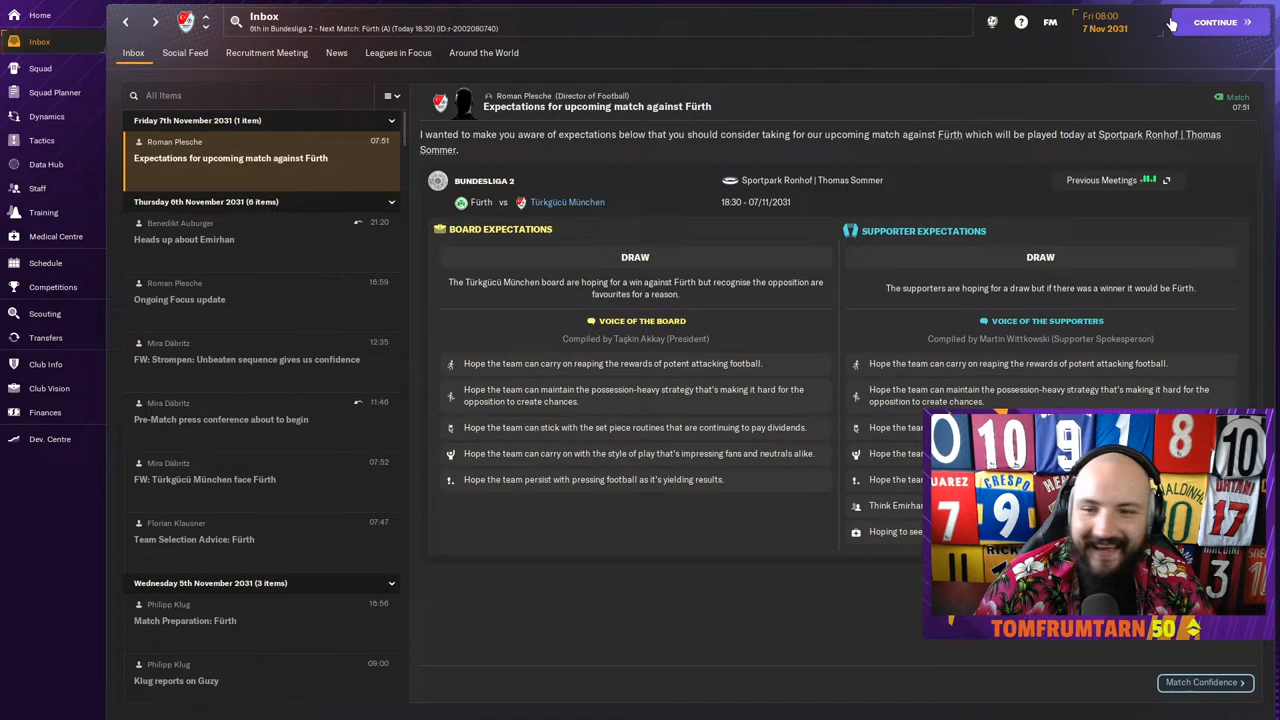 Home
Inbox
Squad
Squad Planner
Dynamics
Tactics
Data Hub
Staff
Training
Medical Centre
Schedule
Competitions
Scouting
Transfers
Club Info
Club Vision
Finances
Dev. Centre
Inbox
6th in Bundesliga 2 - Next Match: Fürth (A) (Today 18:30) (ID:r-2002080740)
FM
Fri 08:00
7 Nov 2031
CONTINUE
Inbox
Social Feed
Recruitment Meeting
News
Leagues in Focus
Around the World
All Items
Friday 7th November 2031 (1 item)
Roman Plesche 07:51
Expectations for upcoming match against Fürth
Thursday 6th November 2031 (6 items)
Benedikt Auburger 21:20
Heads up about Emirhan
Roman Plesche 16:59
Ongoing Focus update
Mira Däbritz 12:35
FW: Strompen: Unbeaten sequence gives us confidence
Mira Däbritz 11:46
Pre-Match press conference about to begin
Mira Däbritz 07:52
FW: Türkgücü München face Fürth
Florian Klausner 07:47
Team Selection Advice: Fürth
Wednesday 5th November 2031 (3 items)
Philipp Klug 16:56
Match Preparation: Fürth
Philipp Klug 09:00
Klug reports on Guzy
Roman Plesche (Director of Football)
Expectations for upcoming match against Fürth
Match
07:51
I wanted to make you aware of expectations below that you should consider taking for our upcoming match against Fürth which will be played today at Sportpark Ronhof | Thomas
Sommer.
BUNDESLIGA 2
Sportpark Ronhof | Thomas Sommer
Previous Meetings
Fürth vs Türkgücü München
18:30 - 07/11/2031
BOARD EXPECTATIONS
DRAW
The Türkgücü München board are hoping for a win against Fürth but recognise the opposition are
favourites for a reason.
VOICE OF THE BOARD
Compiled by Taşkin Akkay (President)
Hope the team can carry on reaping the rewards of potent attacking football.
Hope the team can maintain the possession-heavy strategy that's making it hard for the
opposition to create chances.
Hope the team can stick with the set piece routines that are continuing to pay dividends.
Hope the team can carry on with the style of play that's impressing fans and neutrals alike.
Hope the team persist with pressing football as it's yielding results.
SUPPORTER EXPECTATIONS
DRAW
The supporters are hoping for a draw but if there was a winner it would be Fürth.
VOICE OF THE SUPPORTERS
Compiled by Martin Wittkowski (Supporter Spokesperson)
Hope the team can carry on reaping the rewards of potent attacking football.
Hope the team can maintain the possession-heavy strategy that's making it hard for the
opposition to create chances.
Hope the team
Hope the team
Hope the team
Think Emirhan
Hoping to see
10
9
1
8
10
UAREZ
7
CRESPO
9
17
11
3
TOMFRUMTARN 50
Match Confidence